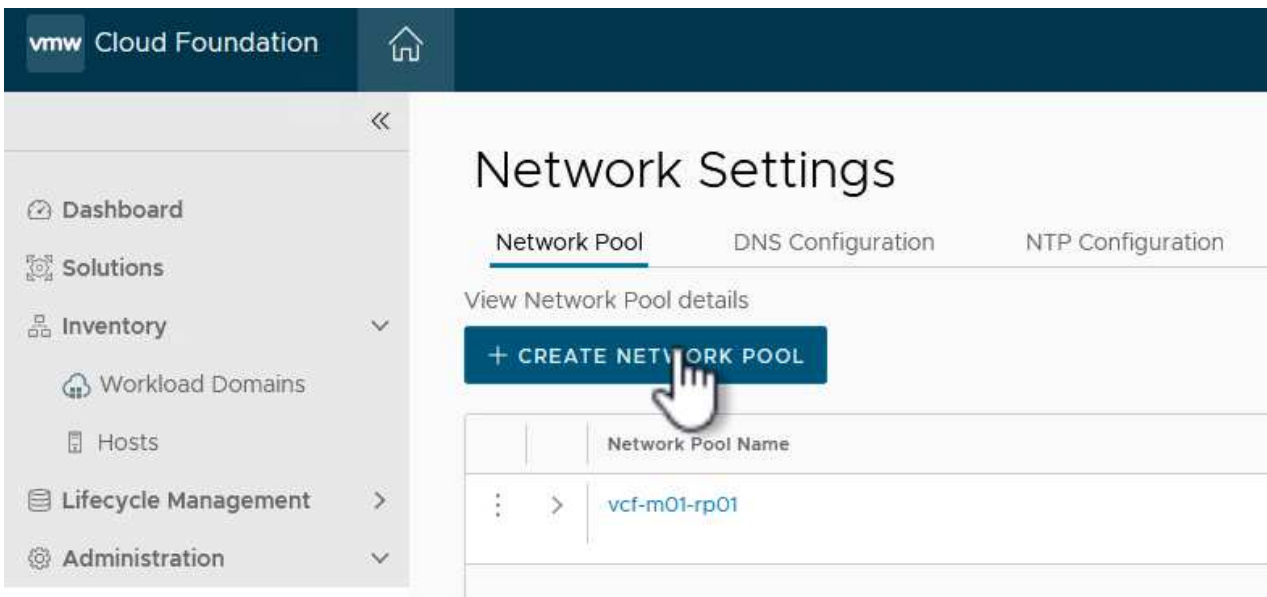 vmw Cloud Foundation
Network Settings
Dashboard
Solutions
Inventory
Workload Domains
Hosts
Lifecycle Management
Administration
Network Pool DNS Configuration NTP Configuration
View Network Pool details
+ CREATE NETWORK POOL
Network Pool Name
vcf-m01-rp01